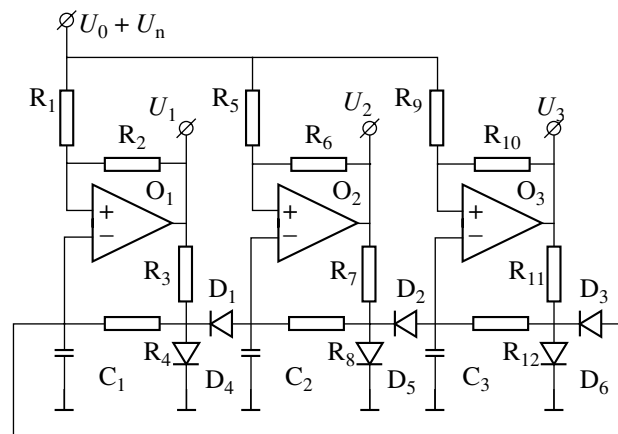 U₀ + Uₙ
R₁ R₅ R₉
U₁ U₂ U₃
R₂ R₆ R₁₀
O₁ O₂ O₃
+ + +
− − −
R₃ R₇ R₁₁
D₁ D₂ D₃
R₄ R₈ R₁₂
C₁ D₄ C₂ D₅ C₃ D₆